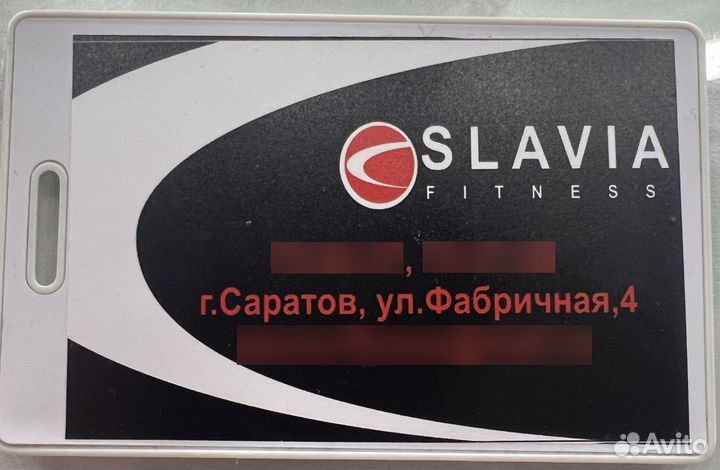 SLAVIA
FITNESS
,
г.Саратов, ул.Фабричная,4
Avito